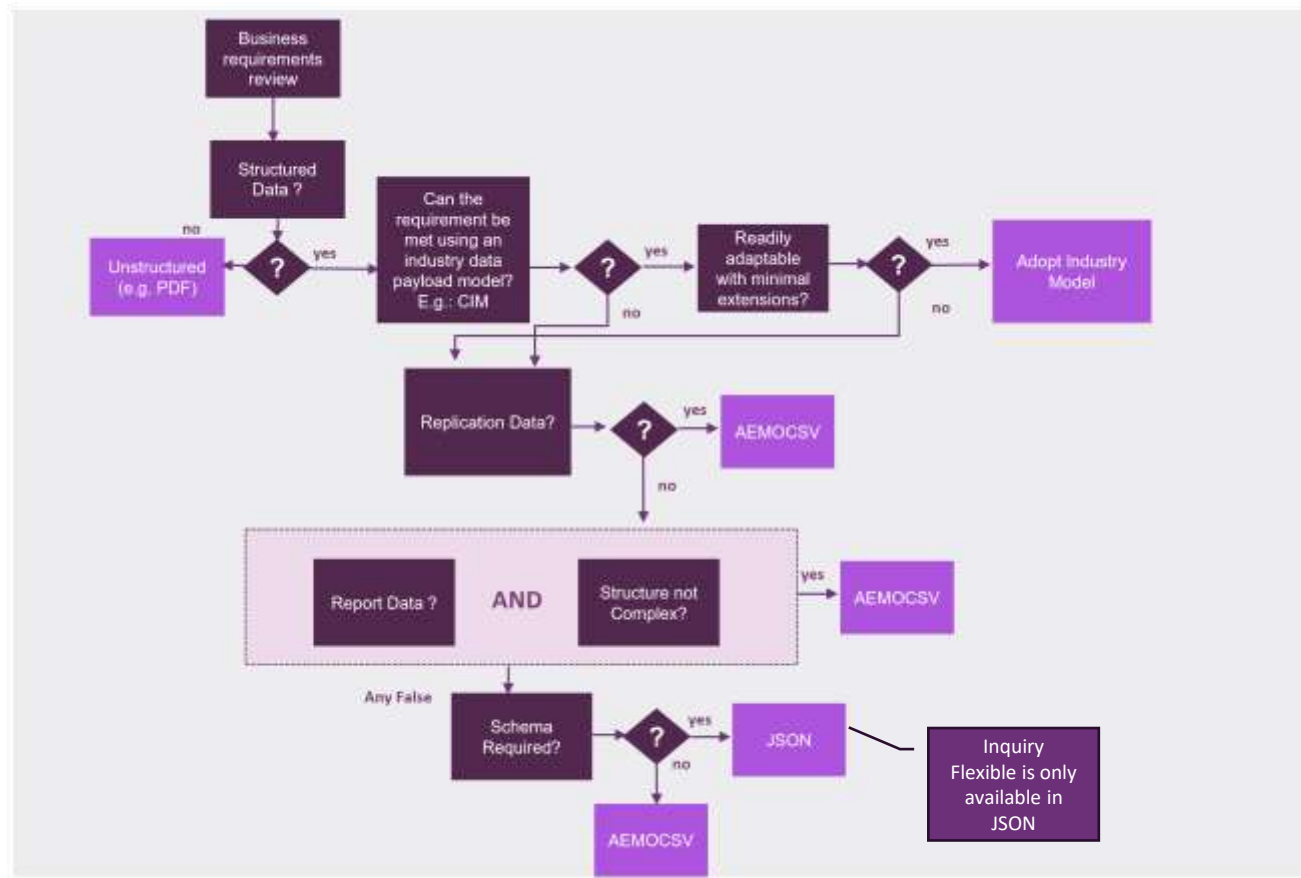 Business
requirements
review
Structured
Data ?
no
?
yes
Unstructured
(e.g. PDF)
Can the
requirement be
met using an
industry data
payload model?
E.g.: CIM
?
yes
no
Readily
adaptable
with minimal
extensions?
?
yes
no
Adopt Industry
Model
Replication Data?
?
yes
no
AEMOCSV
Report Data ?
AND
Structure not
Complex?
yes
AEMOCSV
Any False
Schema
Required?
?
yes
no
JSON
Inquiry
Flexible is only
available in
JSON
AEMOCSV